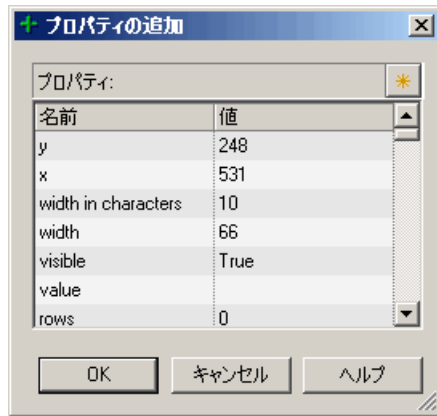 プロパティの追加
プロパティ:
名前 値
y 248
x 531
width in characters 10
width 66
visible True
value
rows 0
OK キャンセル ヘルプ